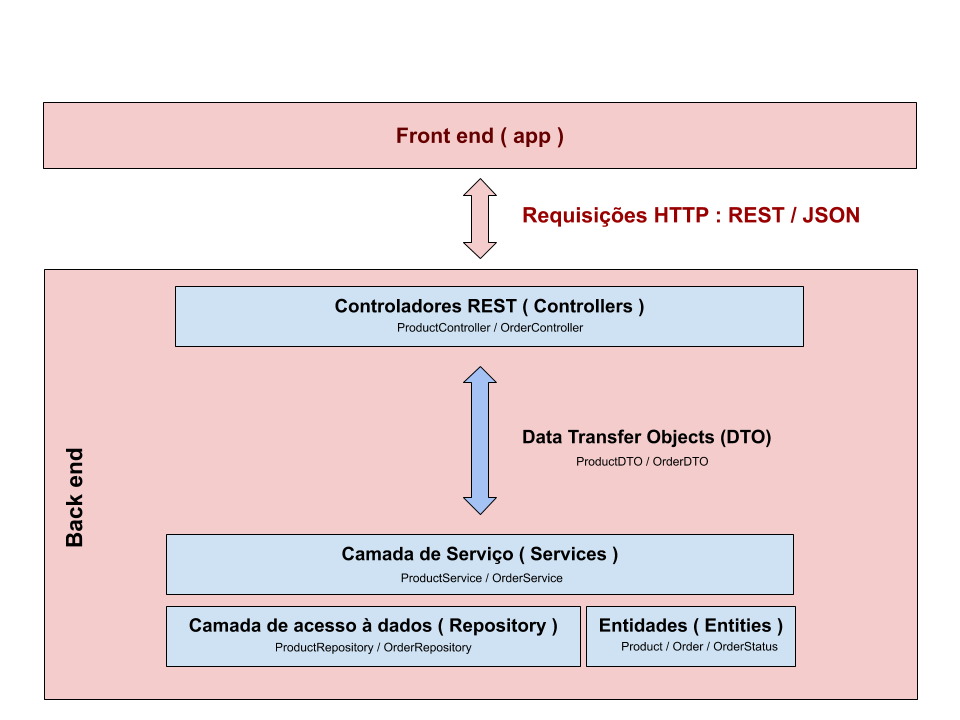 Front end ( app )
Requisições HTTP : REST / JSON
Controladores REST ( Controllers )
ProductController / OrderController
Data Transfer Objects (DTO)
ProductDTO / OrderDTO
Back end
Camada de Serviço ( Services )
ProductService / OrderService
Camada de acesso à dados ( Repository )
ProductRepository / OrderRepository
Entidades ( Entities )
Product / Order / OrderStatus